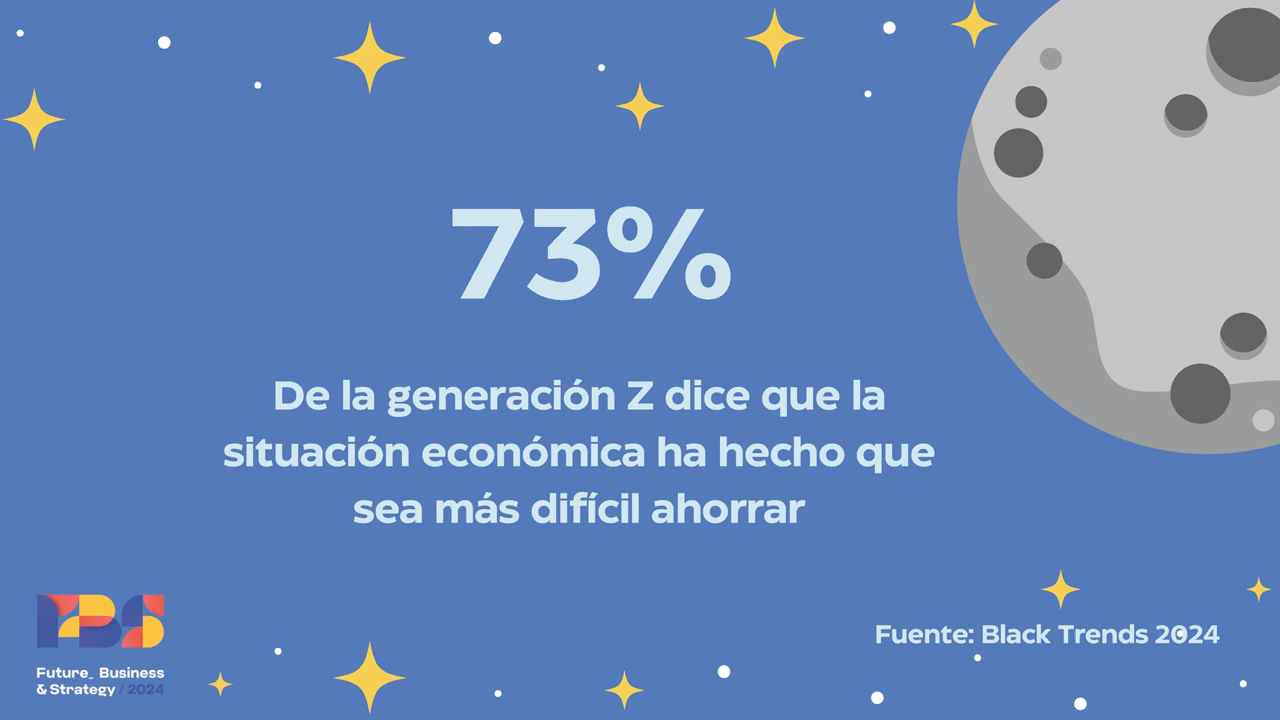 73%
De la generación Z dice que la
situación económica ha hecho que
sea más difícil ahorrar
Fuente: Black Trends 2024
FBS
Future_ Business
& Strategy / 2024